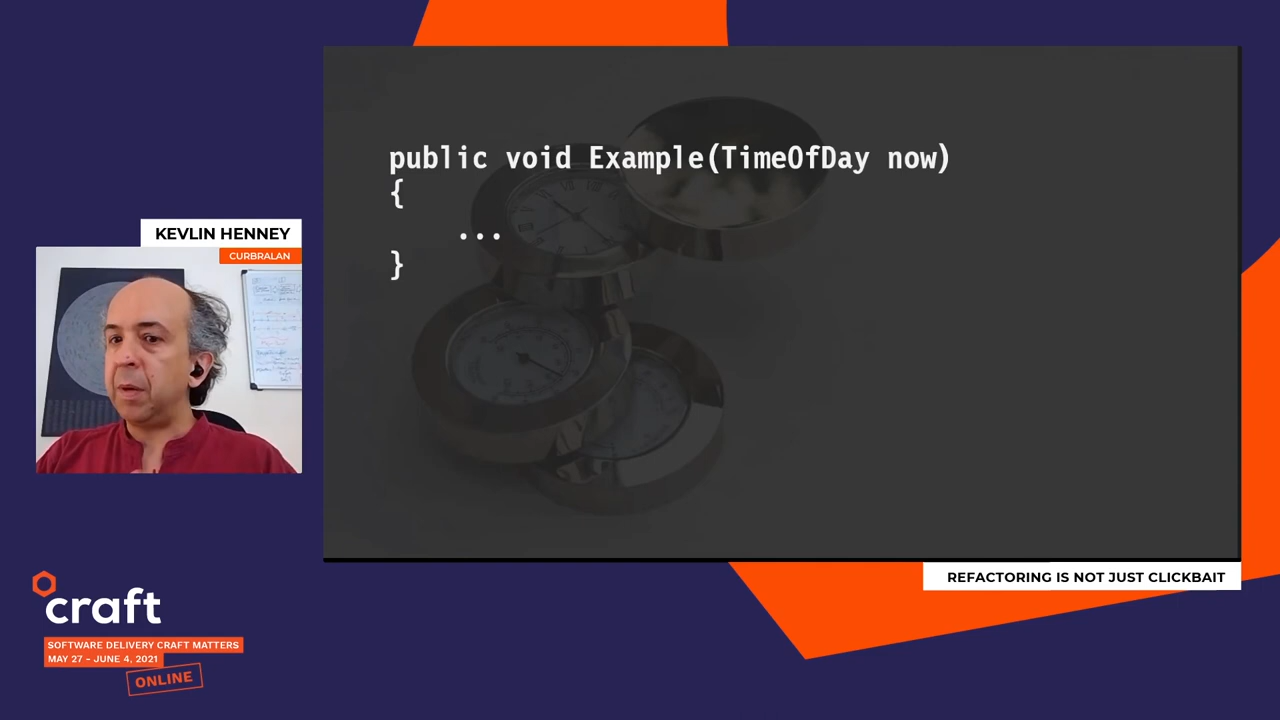 public void Example(TimeOfDay now)
{
...
}
KEVLIN HENNEY
CURBRALAN
REFACTORING IS NOT JUST CLICKBAIT
craft
SOFTWARE DELIVERY CRAFT MATTERS
MAY 27 - JUNE 4, 2021
ONLINE